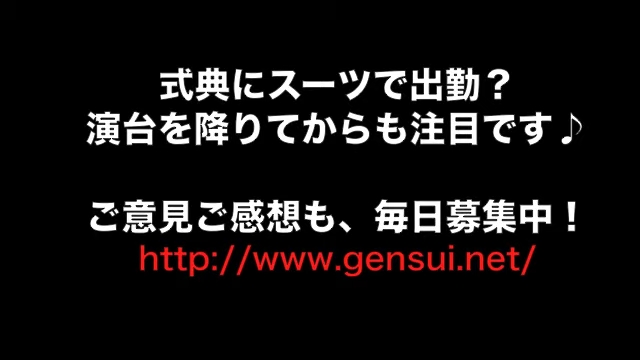 式典にスーツで出勤？
演台を降りてからも注目です♪
ご意見ご感想も、毎日募集中！
http://www.gensui.net/